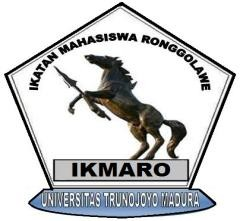 IKATAN MAHASISWA RONGGOLAWE
IKMARO
UNIVERSITAS TRUNOJOYO MADURA